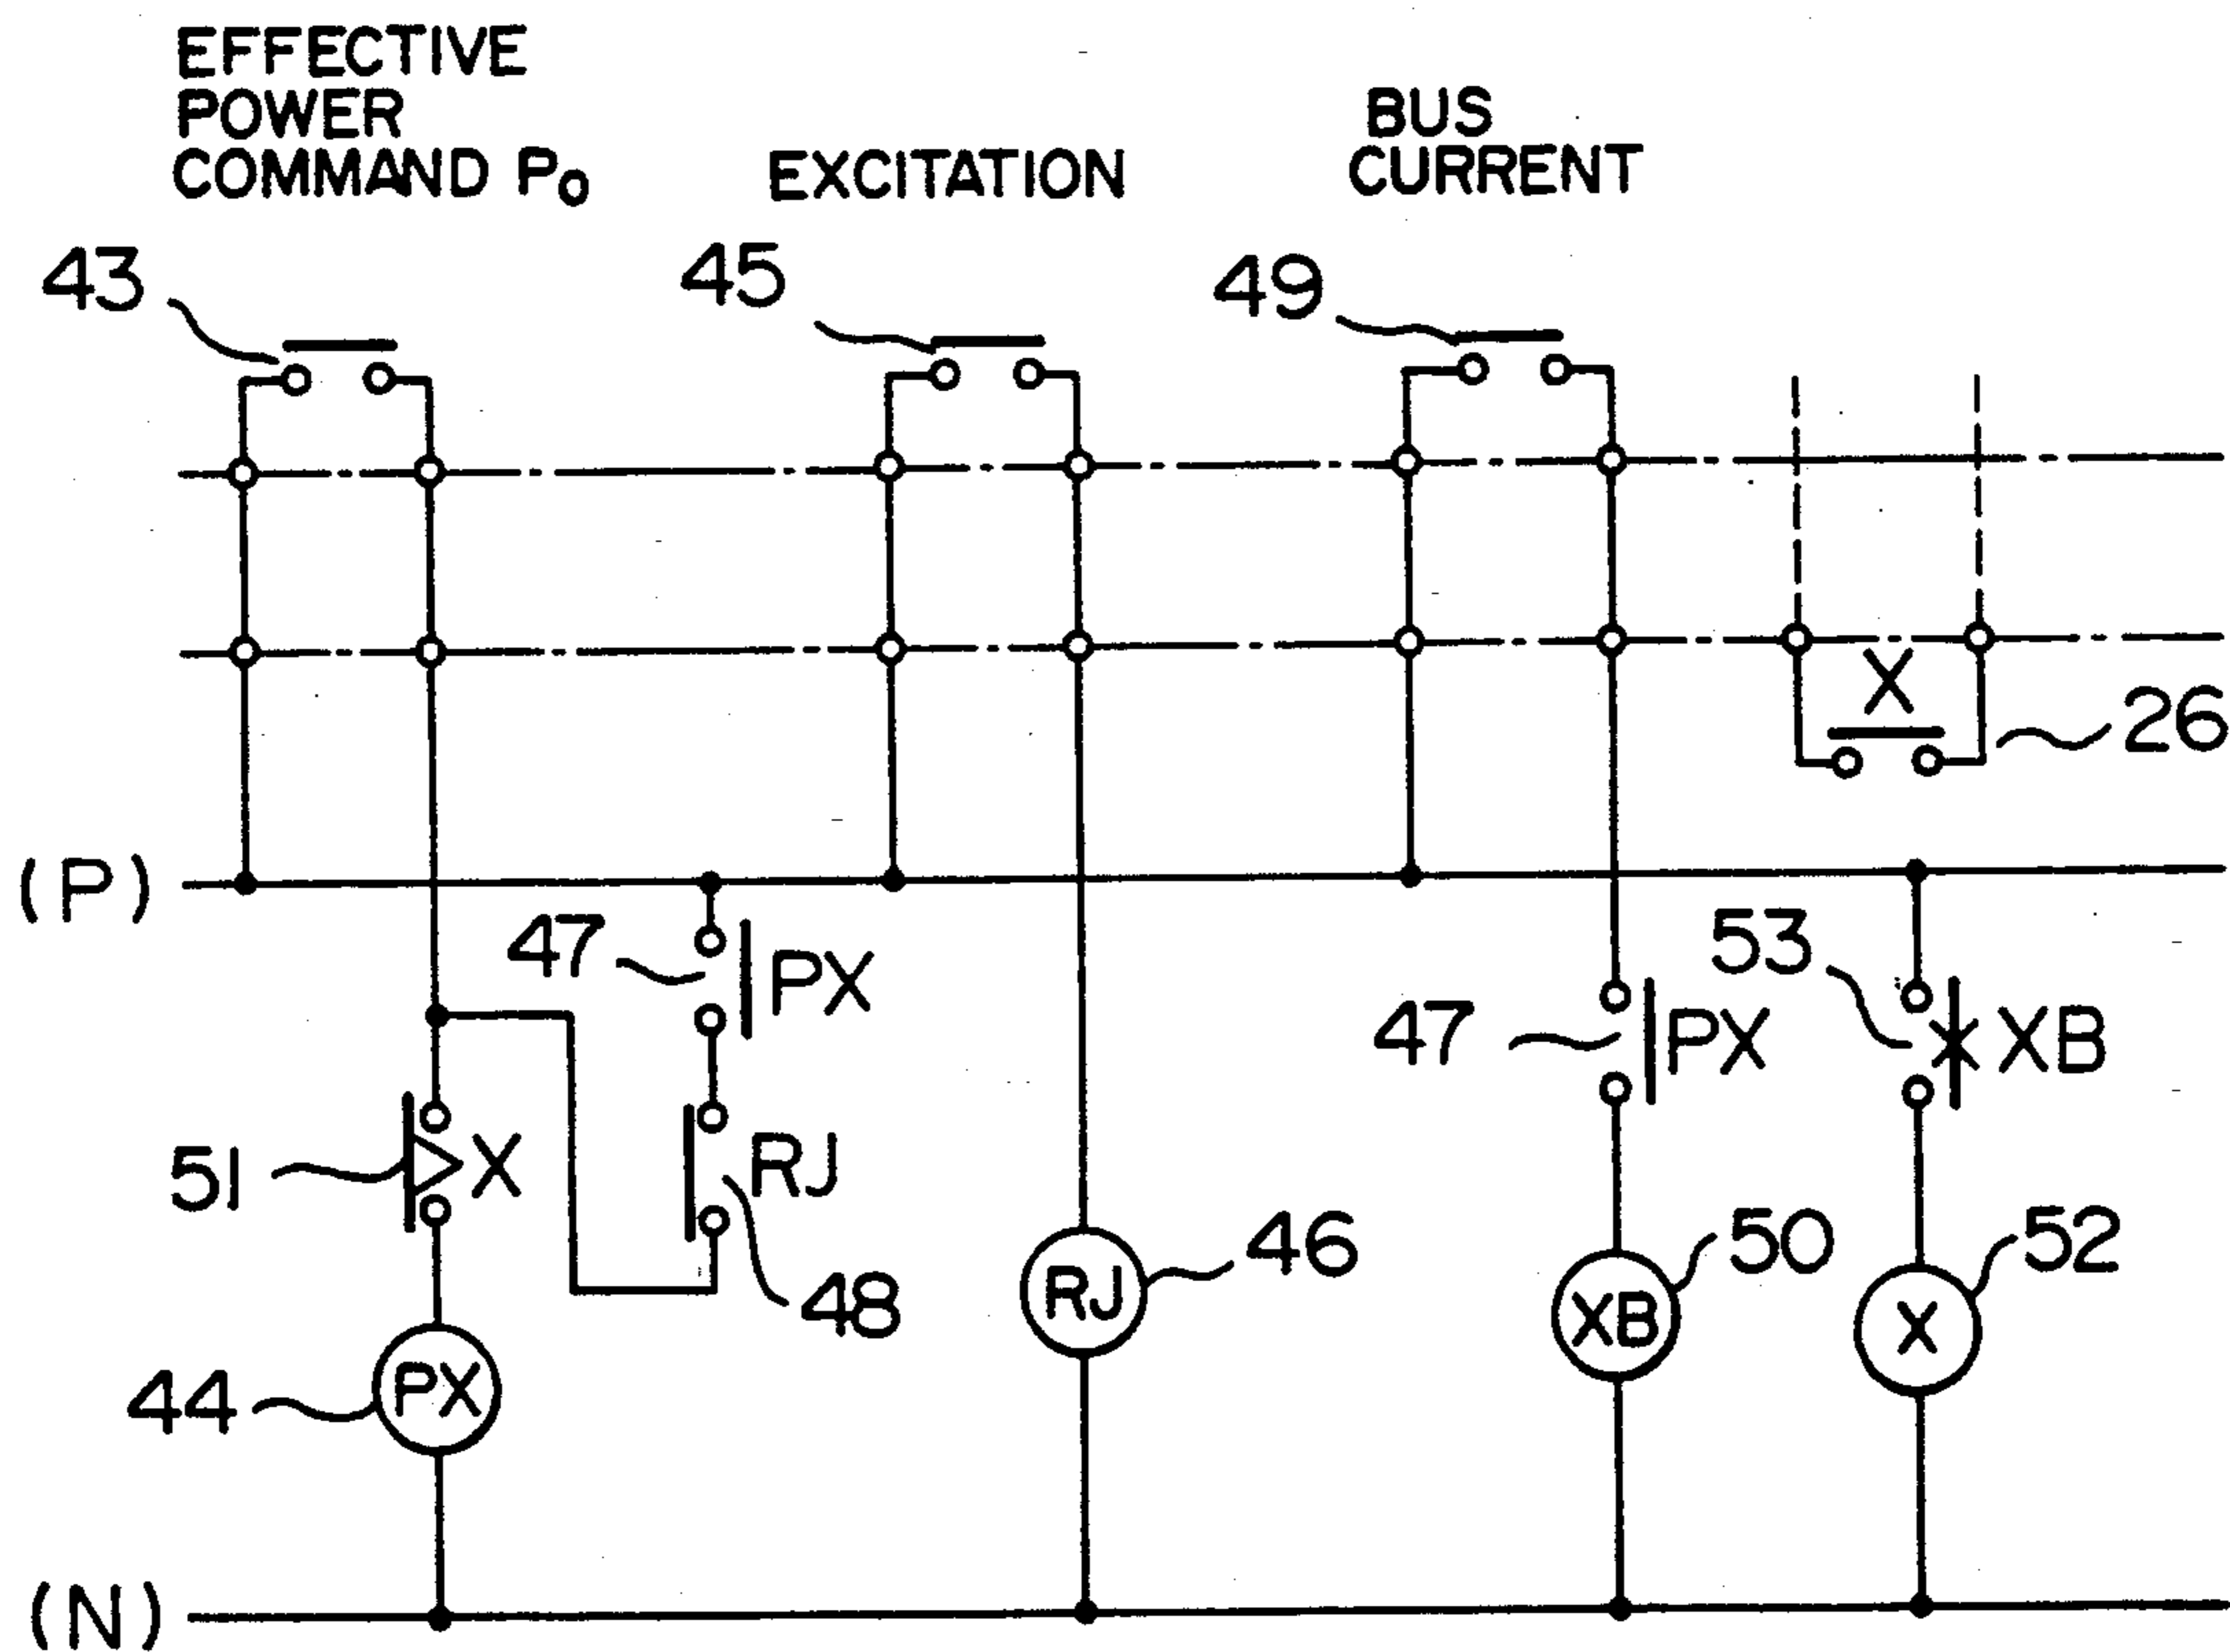 EFFECTIVE
POWER
COMMAND Po
EXCITATION
BUS
CURRENT
43
45
49
X
26
(P)
47
PX
53
XB
47
PX
51
X
RJ
48
46
RJ
50
XB
52
X
44
PX
(N)